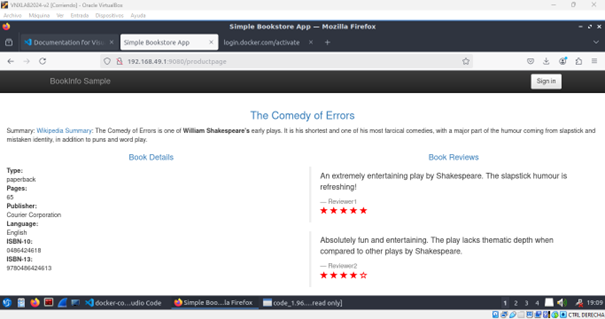 VNXLAB2024-v2 [Corriendo] - Oracle VirtualBox
Archivo Máquina Ver Entrada Dispositivos Ayuda
Simple Bookstore App — Mozilla Firefox
Documentation for Visu
Simple Bookstore App
login.docker.com/activate
192.168.49.1:9080/productpage
BookInfo Sample
Sign in
The Comedy of Errors
Summary: Wikipedia Summary: The Comedy of Errors is one of William Shakespeare's early plays. It is his shortest and one of his most farcical comedies, with a major part of the humour coming from slapstick and
mistaken identity, in addition to puns and word play.
Book Details
Type:
paperback
Pages:
65
Publisher:
Courier Corporation
Language:
English
ISBN-10:
0486424618
ISBN-13:
9780486424613
Book Reviews
An extremely entertaining play by Shakespeare. The slapstick humour is
refreshing!
— Reviewer1
Absolutely fun and entertaining. The play lacks thematic depth when
compared to other plays by Shakespeare.
— Reviewer2
docker-co...udio Code
Simple Boo...la Firefox
code_1.96....read only]
1 2 3 4
19:09
CTRL DERECHA